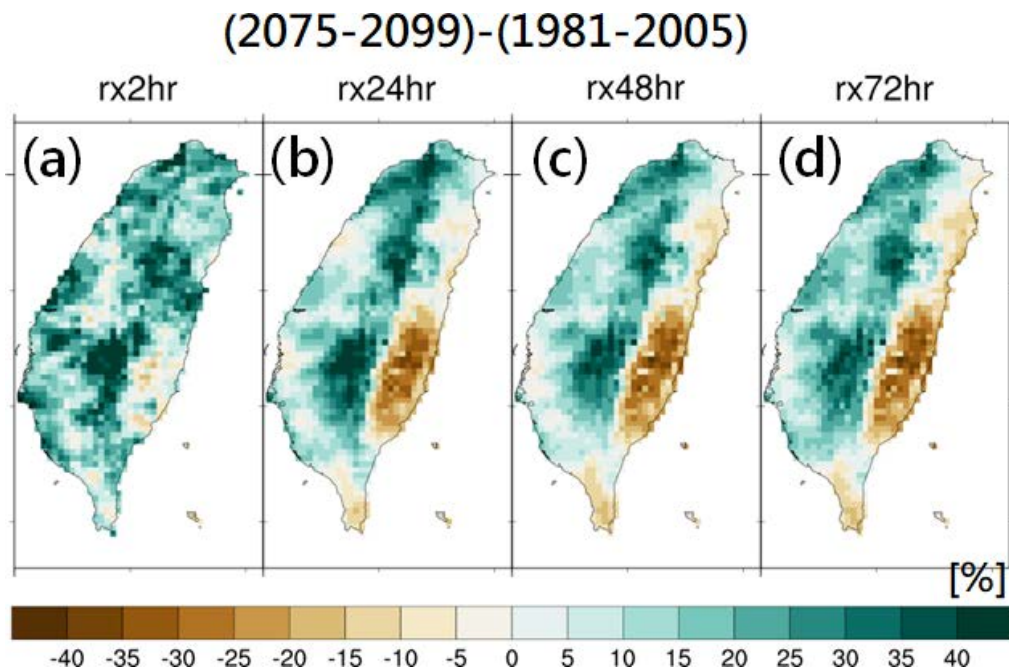 (2075-2099)-(1981-2005)
rx2hr rx24hr rx48hr rx72hr
(a) (b) (c) (d)
[%]
-40 -35 -30 -25 -20 -15 -10 -5 0 5 10 15 20 25 30 35 40